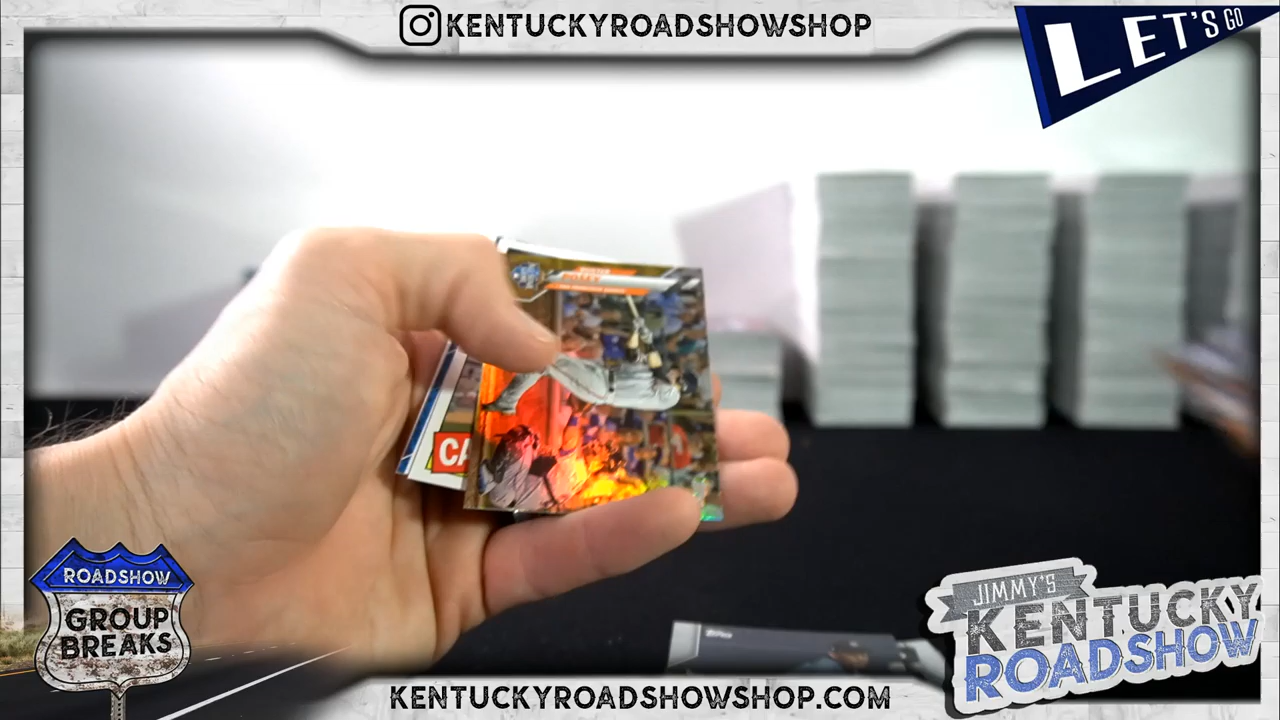 KENTUCKYROADSHOWSHOP
LET'S GO
CA
ROADSHOW
GROUP
BREAKS
JIMMY'S
KENTUCKY
ROADSHOW
KENTUCKYROADSHOWSHOP.COM